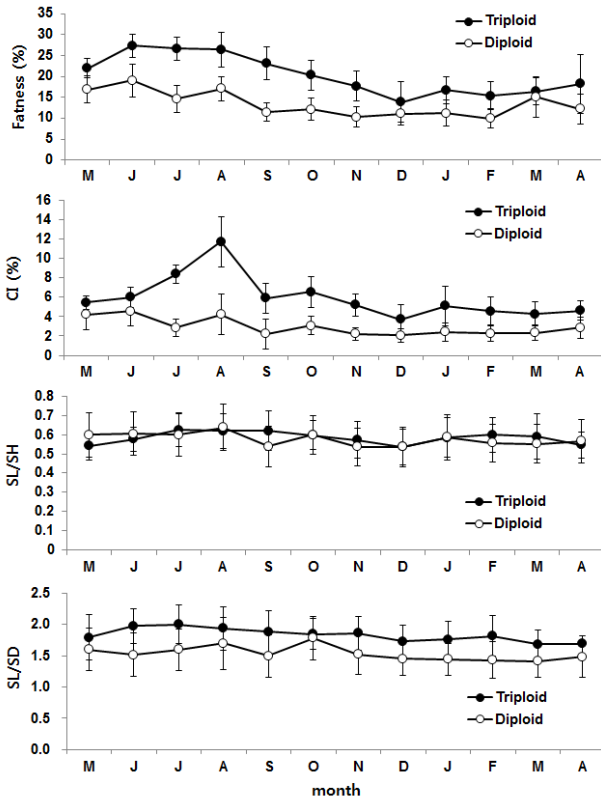 Fatness (%)
35
30
25
20
15
10
5
0
Triploid
Diploid
M J J A S O N D J F M A
CI (%)
16
14
12
10
8
6
4
2
0
Triploid
Diploid
M J J A S O N D J F M A
SL/SH
0.8
0.7
0.6
0.5
0.4
0.3
0.2
0.1
0
Triploid
Diploid
M J J A S O N D J F M A
SL/SD
2.5
2.0
1.5
1.0
0.5
0.0
Triploid
Diploid
M J J A S O N D J F M A
month